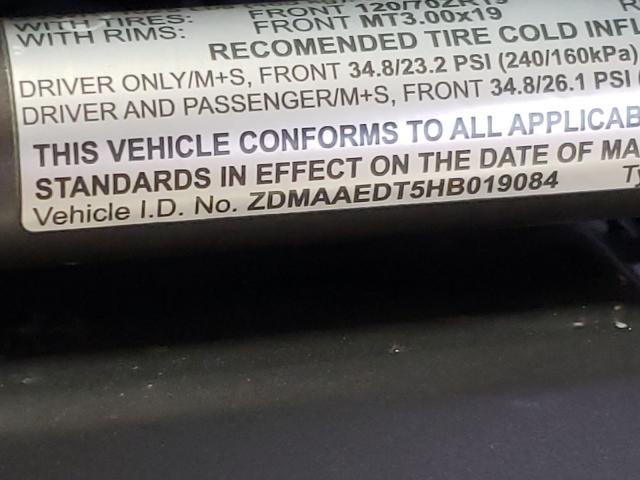 WITH TIRES: FRONT 120/70ZR19
WITH RIMS: FRONT MT3.00x19
RECOMENDED TIRE COLD INFL
DRIVER ONLY/M+S, FRONT 34.8/23.2 PSI (240/160kPa)
DRIVER AND PASSENGER/M+S, FRONT 34.8/26.1 PSI
THIS VEHICLE CONFORMS TO ALL APPLICAB
STANDARDS IN EFFECT ON THE DATE OF MA
Vehicle I.D. No. ZDMAAEDT5HB019084 Ty